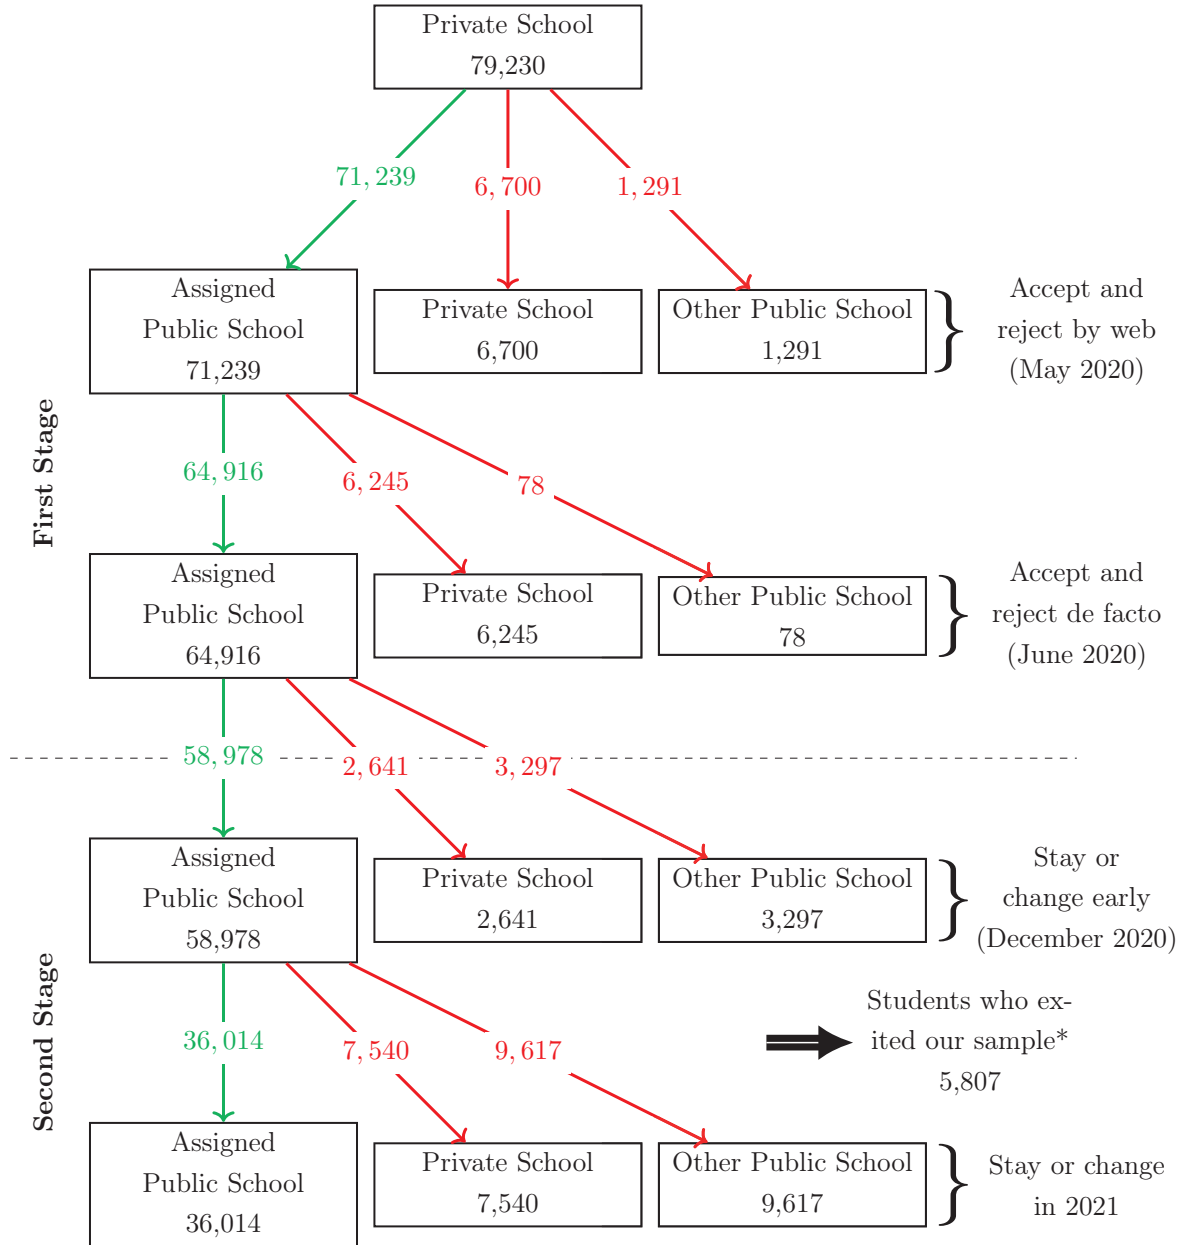 Private School
79,230
71, 239
6, 700
1, 291
Assigned
Public School
71,239
Private School
6,700
Other Public School
1,291
Accept and
reject by web
(May 2020)
First Stage
64, 916
6, 245
78
Assigned
Public School
64,916
Private School
6,245
Other Public School
78
Accept and
reject de facto
(June 2020)
58, 978
2, 641
3, 297
Assigned
Public School
58,978
Private School
2,641
Other Public School
3,297
Stay or
change early
(December 2020)
Second Stage
36, 014
7, 540
9, 617
Students who ex-
ited our sample*
5,807
Assigned
Public School
36,014
Private School
7,540
Other Public School
9,617
Stay or change
in 2021